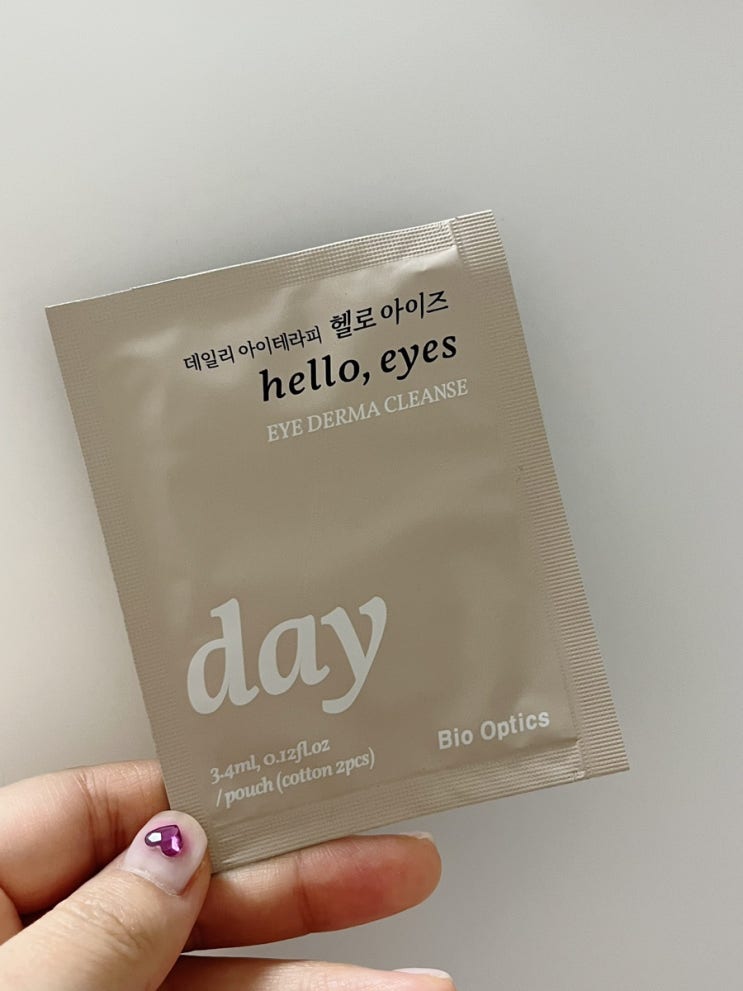 데일리 아이테라피 헬로 아이즈
hello, eyes
EYE DERMA CLEANSE
day
3.4ml, 0.12fl.oz
/ pouch (cotton 2pcs)
Bio Optics